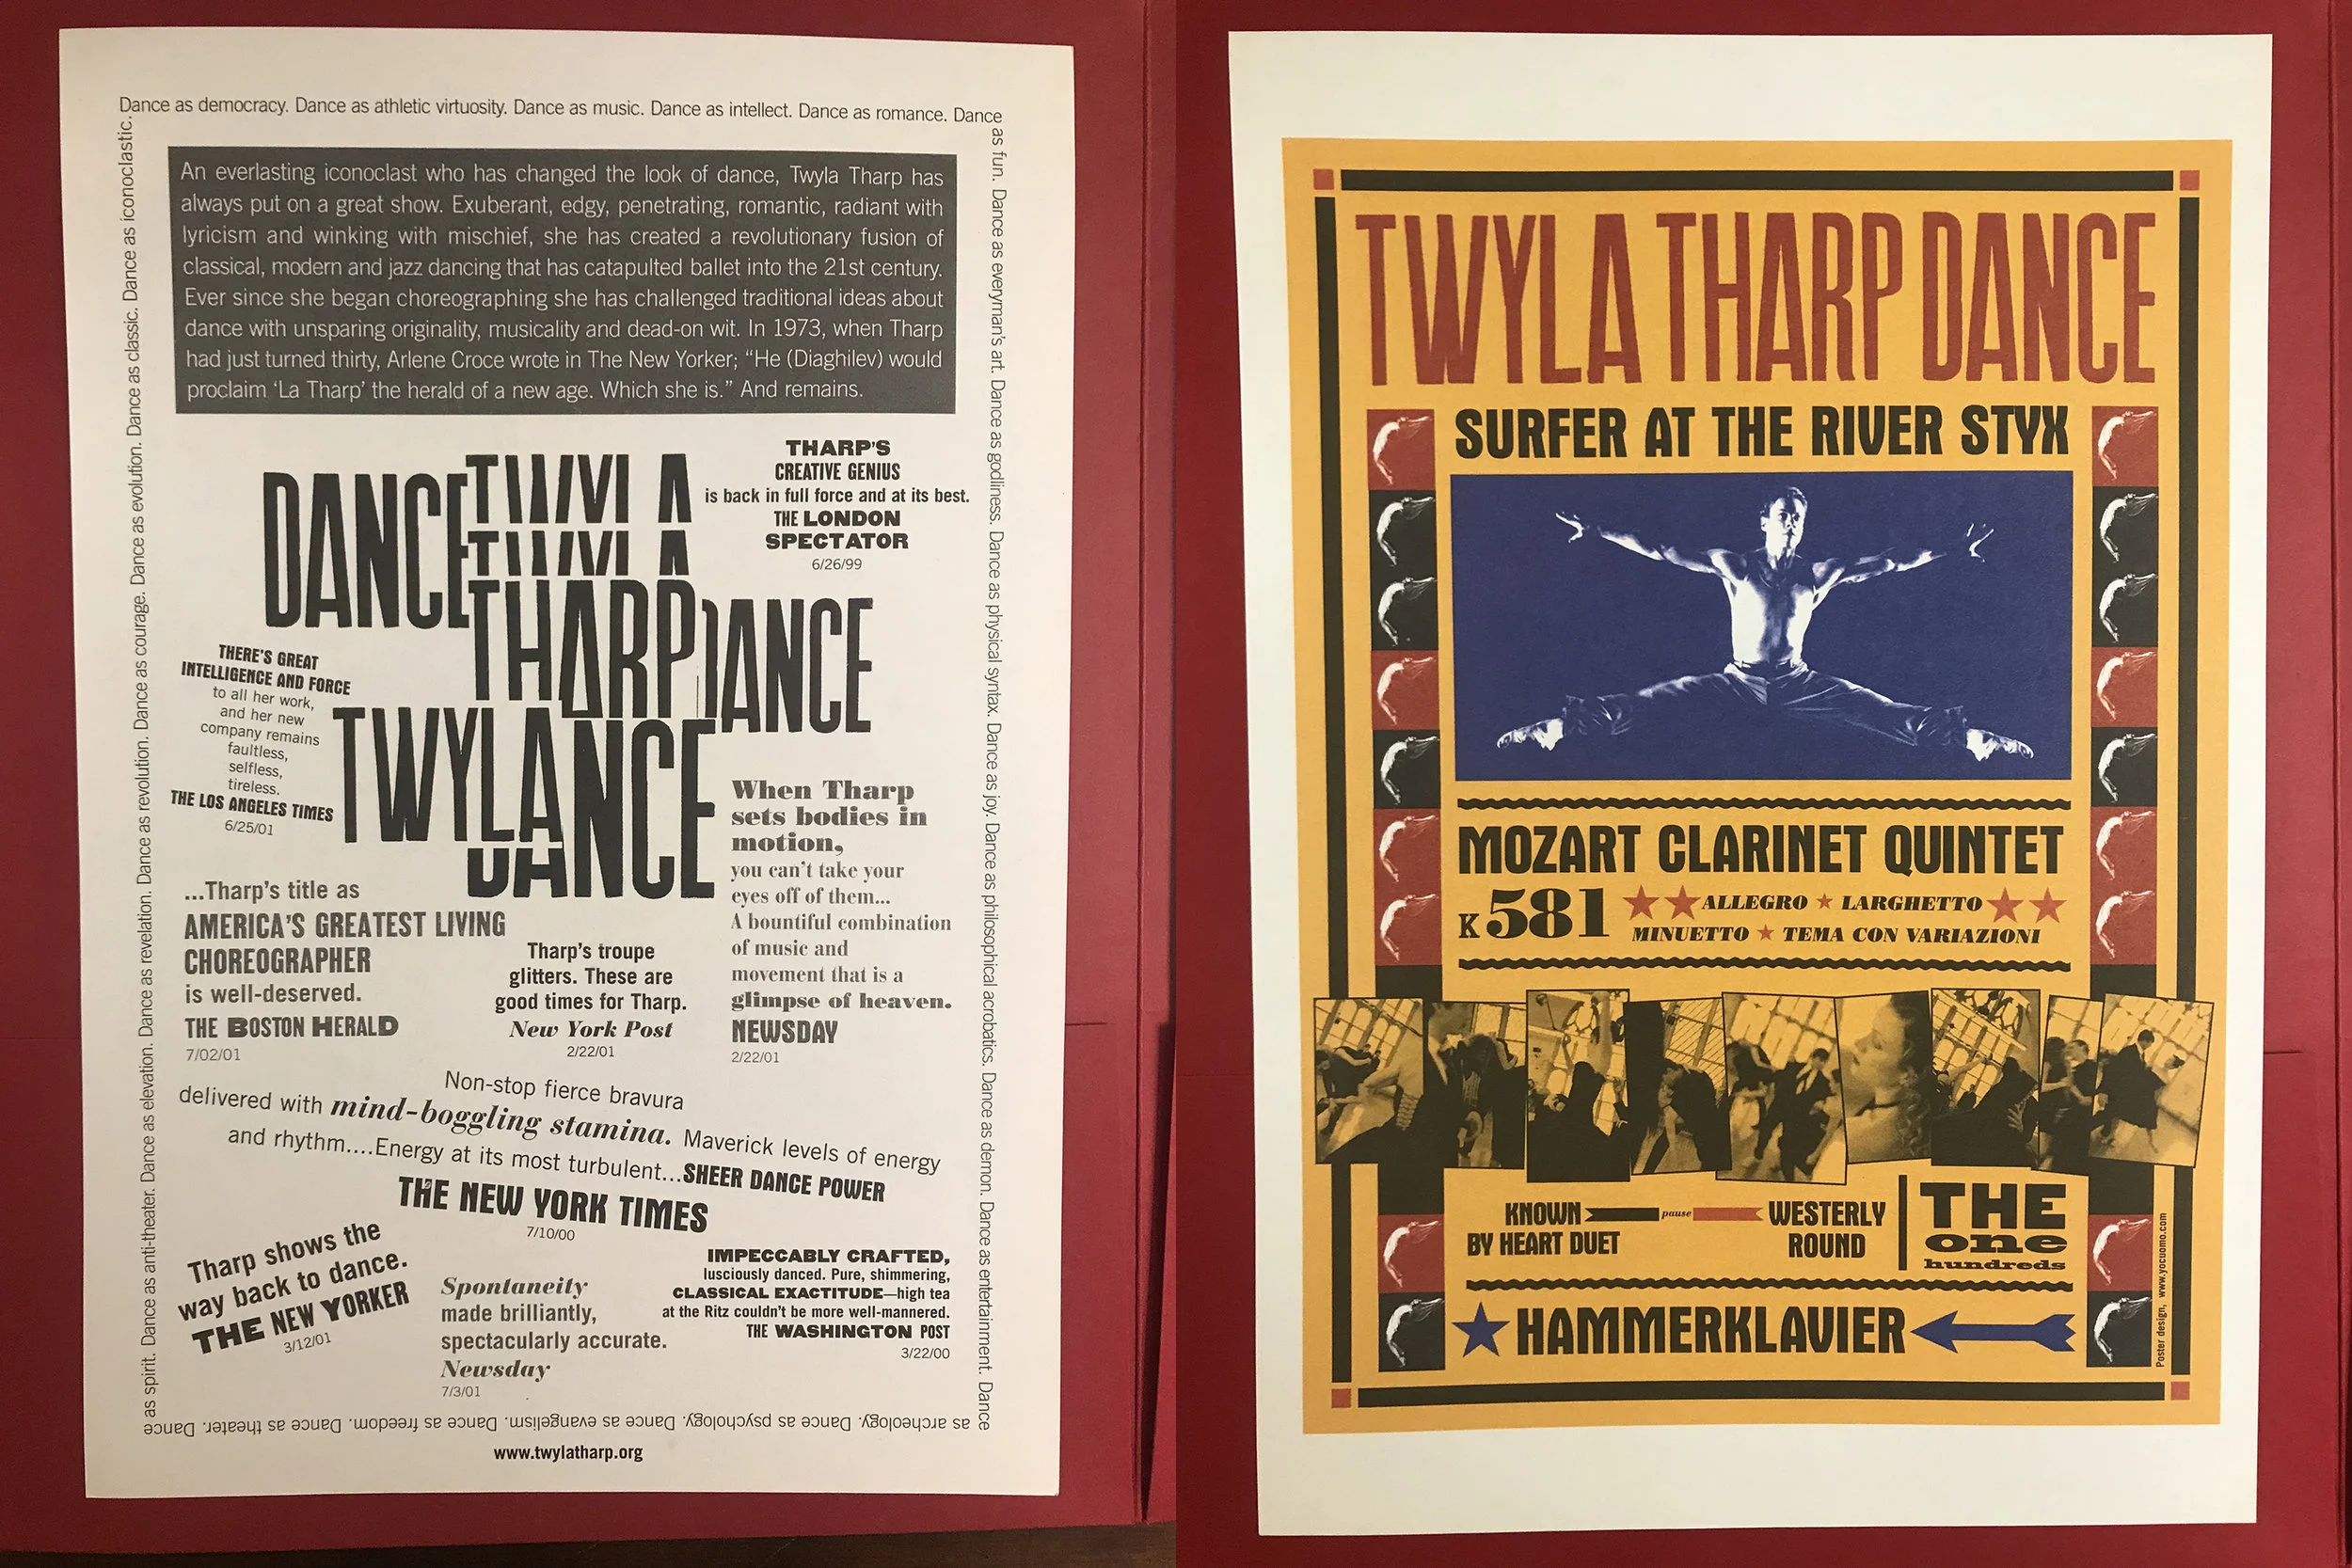 Dance as democracy. Dance as athletic virtuosity. Dance as music. Dance as intellect. Dance as romance. Dance
as fun. Dance as everyman's art. Dance as godliness. Dance as physical syntax. Dance as joy. Dance as philosophical acrobatics. Dance as demon. Dance as entertainment. Dance
as archeology. Dance as psychology. Dance as evangelism. Dance as freedom. Dance as theater. Dance
as spirit. Dance as anti-theater. Dance as elevation. Dance as revelation. Dance as revolution. Dance as courage. Dance as evolution. Dance as classic. Dance as iconoclastic.
An everlasting iconoclast who has changed the look of dance, Twyla Tharp has
always put on a great show. Exuberant, edgy, penetrating, romantic, radiant with
lyricism and winking with mischief, she has created a revolutionary fusion of
classical, modern and jazz dancing that has catapulted ballet into the 21st century.
Ever since she began choreographing she has challenged traditional ideas about
dance with unsparing originality, musicality and dead-on wit. In 1973, when Tharp
had just turned thirty, Arlene Croce wrote in The New Yorker; “He (Diaghilev) would
proclaim ‘La Tharp’ the herald of a new age. Which she is.” And remains.
DANCE TWYLA
TWYLA
THARP DANCE
TWYLA
DANCE
THARP'S
CREATIVE GENIUS
is back in full force and at its best.
THE LONDON
SPECTATOR
6/26/99
THERE'S GREAT
INTELLIGENCE AND FORCE
to all her work,
and her new
company remains
faultless,
selfless,
tireless.
THE LOS ANGELES TIMES
6/25/01
When Tharp
sets bodies in
motion,
you can't take your
eyes off of them...
A bountiful combination
of music and
movement that is a
glimpse of heaven.
NEWSDAY
2/22/01
...Tharp's title as
AMERICA'S GREATEST LIVING
CHOREOGRAPHER
is well-deserved.
THE BOSTON HERALD
7/02/01
Tharp's troupe
glitters. These are
good times for Tharp.
New York Post
2/22/01
Non-stop fierce bravura
delivered with mind-boggling stamina. Maverick levels of energy
and rhythm....Energy at its most turbulent...SHEER DANCE POWER
THE NEW YORK TIMES
7/10/00
Tharp shows the
way back to dance.
THE NEW YORKER
3/12/01
Spontaneity
made brilliantly,
spectacularly accurate.
Newsday
7/3/01
IMPECCABLY CRAFTED,
lusciously danced. Pure, shimmering,
CLASSICAL EXACTITUDE—high tea
at the Ritz couldn't be more well-mannered.
THE WASHINGTON POST
3/22/00
www.twylatharp.org
TWYLA THARP DANCE
SURFER AT THE RIVER STYX
MOZART CLARINET QUINTET
K581 ★★ALLEGRO ★ LARGHETTO★★
MINUETTO ★ TEMA CON VARIAZIONI
KNOWN pause WESTERLY
BY HEART DUET ROUND
THE
one
hundreds
HAMMERKLAVIER
Poster design, www.yocuomo.com